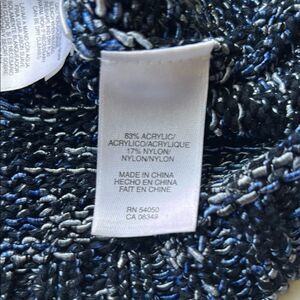 83% ACRYLIC/
ACRYLICO/ACRYLIQUE
17% NYLON/
NYLON/NYLON
MADE IN CHINA
HECHO EN CHINA
FAIT EN CHINE
RN 54050
CA 08349